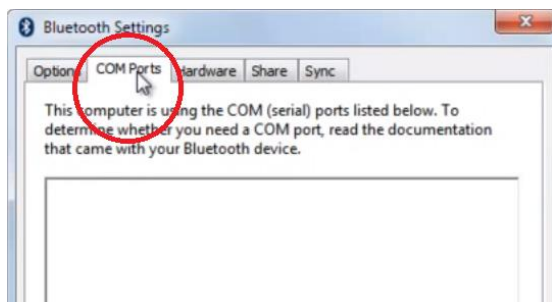 Bluetooth Settings
Options COM Ports Hardware Share Sync
This computer is using the COM (serial) ports listed below. To
determine whether you need a COM port, read the documentation
that came with your Bluetooth device.